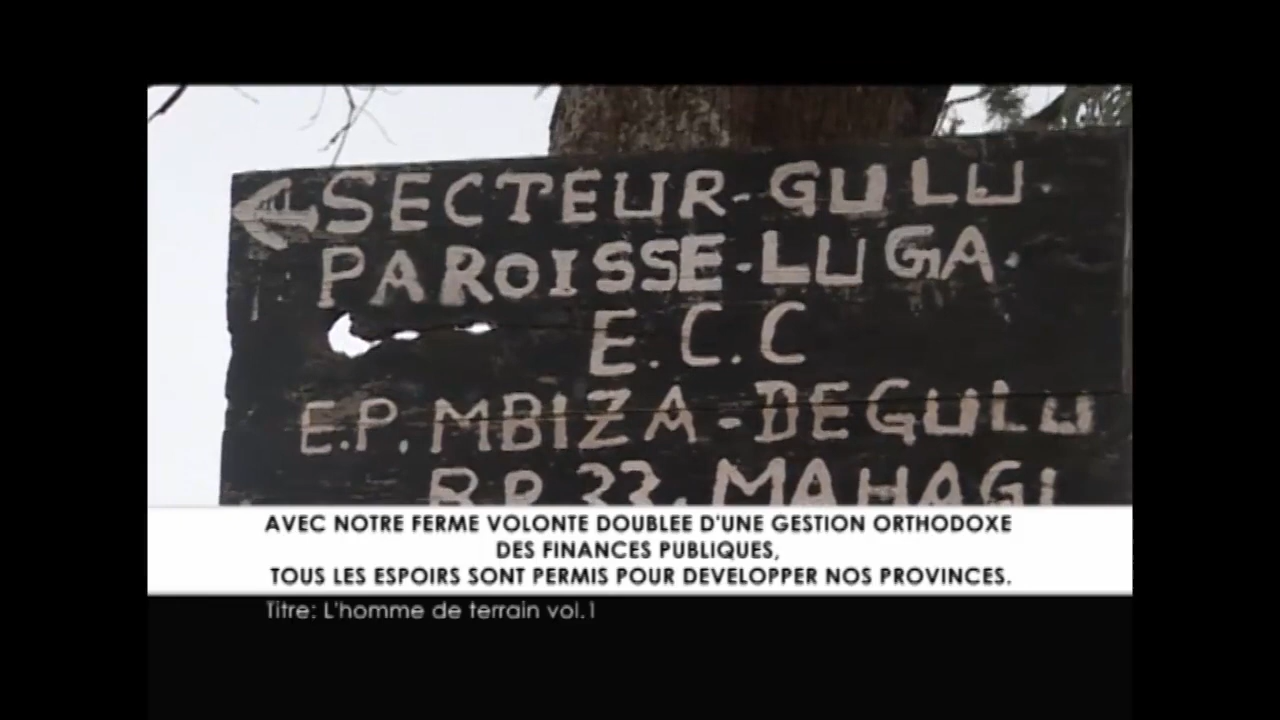 SECTEUR-GULU.
PAROISSE-LUGA.
E.C.C
E.P. MBIZA-DEGULU
B.P. 33. MAHAGI
AVEC NOTRE FERME VOLONTE DOUBLEE D'UNE GESTION ORTHODOXE
DES FINANCES PUBLIQUES,
TOUS LES ESPOIRS SONT PERMIS POUR DEVELOPPER NOS PROVINCES.
Titre: L'homme de terrain vol.1